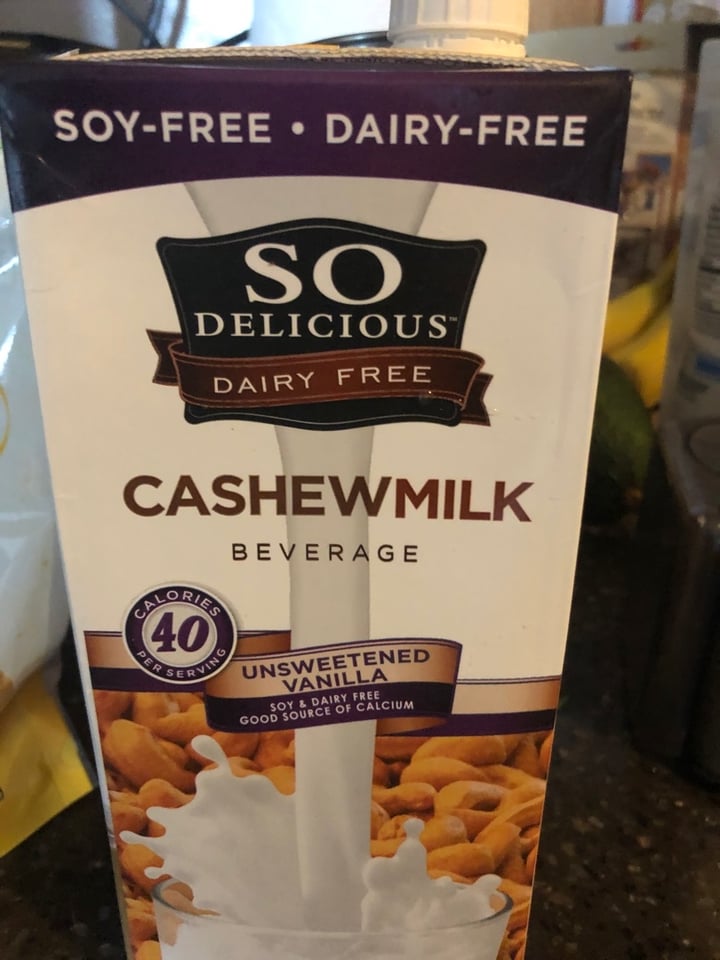 SOY-FREE • DAIRY-FREE
SO
DELICIOUS™
DAIRY FREE
CASHEWMILK
BEVERAGE
CALORIES
40
PER SERVING
UNSWEETENED
VANILLA
SOY & DAIRY FREE
GOOD SOURCE OF CALCIUM